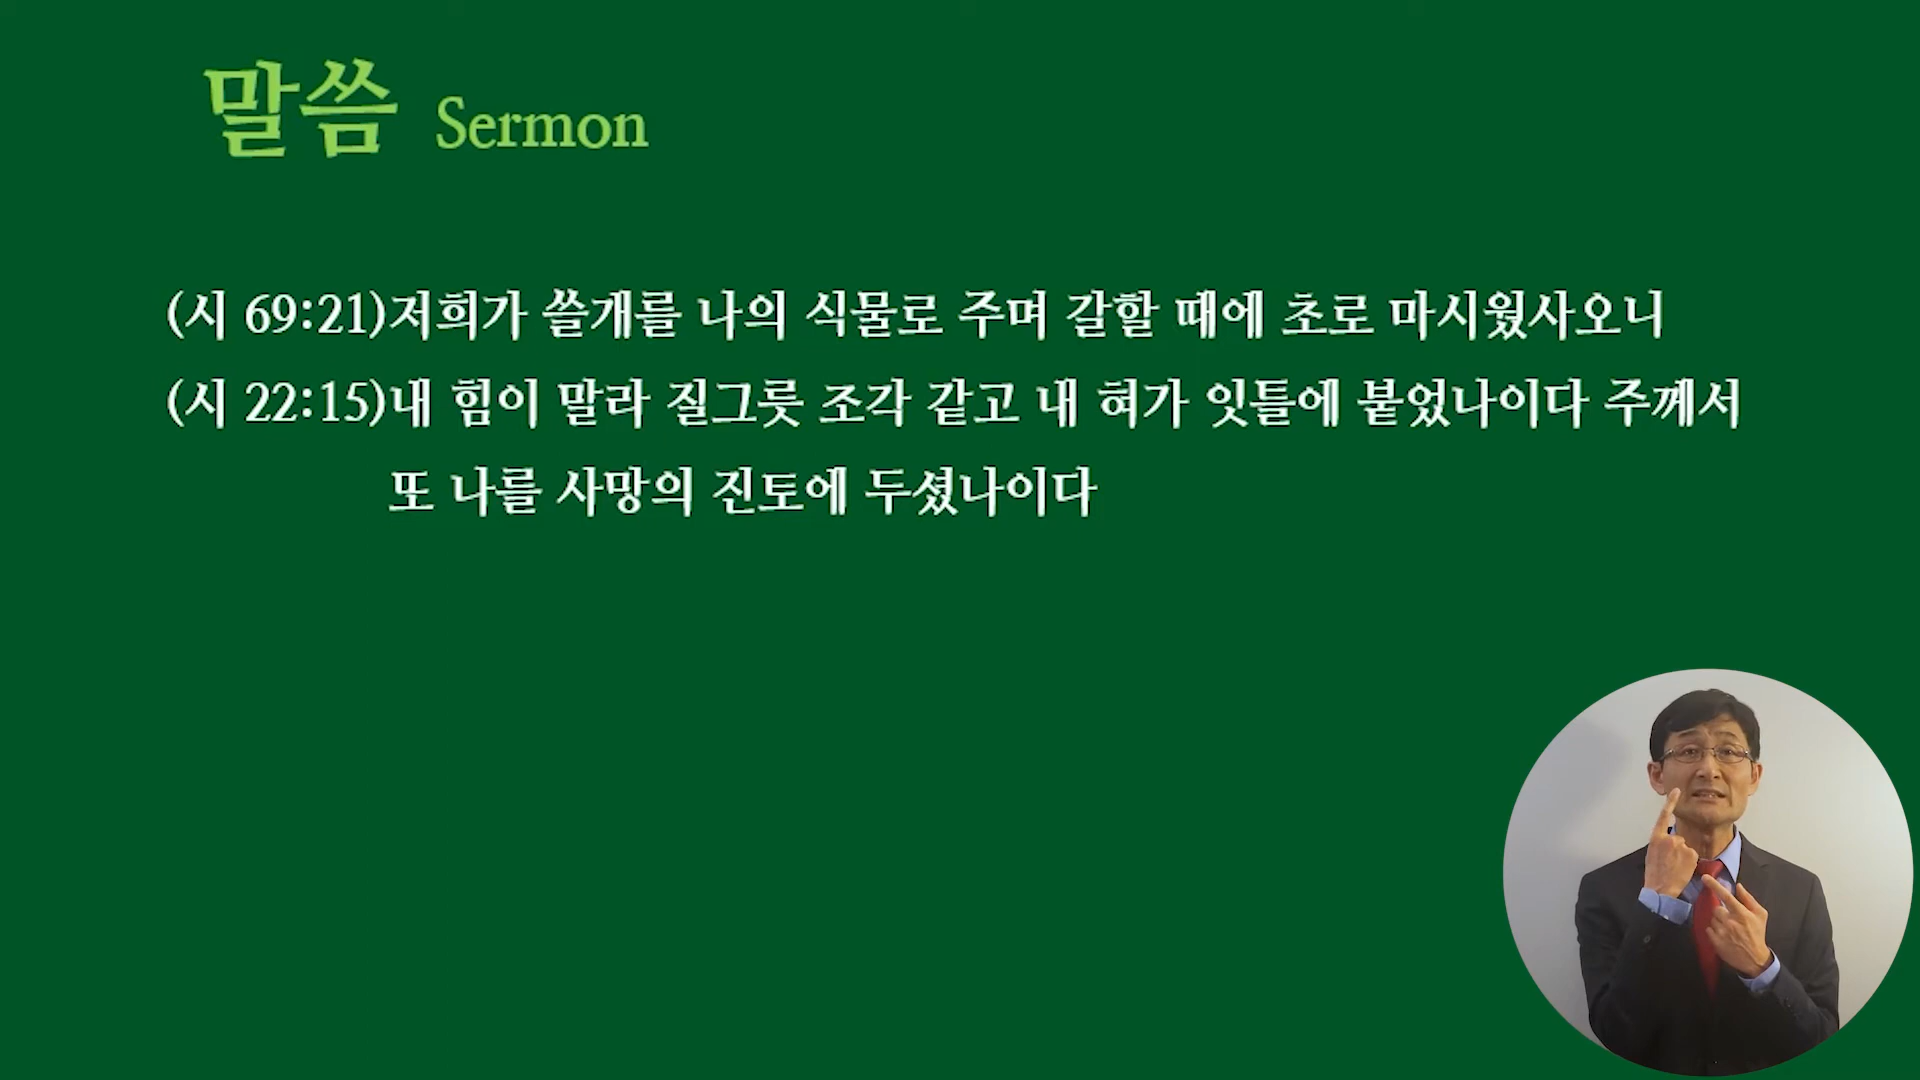 말씀 Sermon
(시 69:21)저희가 쓸개를 나의 식물로 주며 갈할 때에 초로 마시웠사오니
(시 22:15)내 힘이 말라 질그릇 조각 같고 내 혀가 잇틀에 붙었나이다 주께서
또 나를 사망의 진토에 두셨나이다